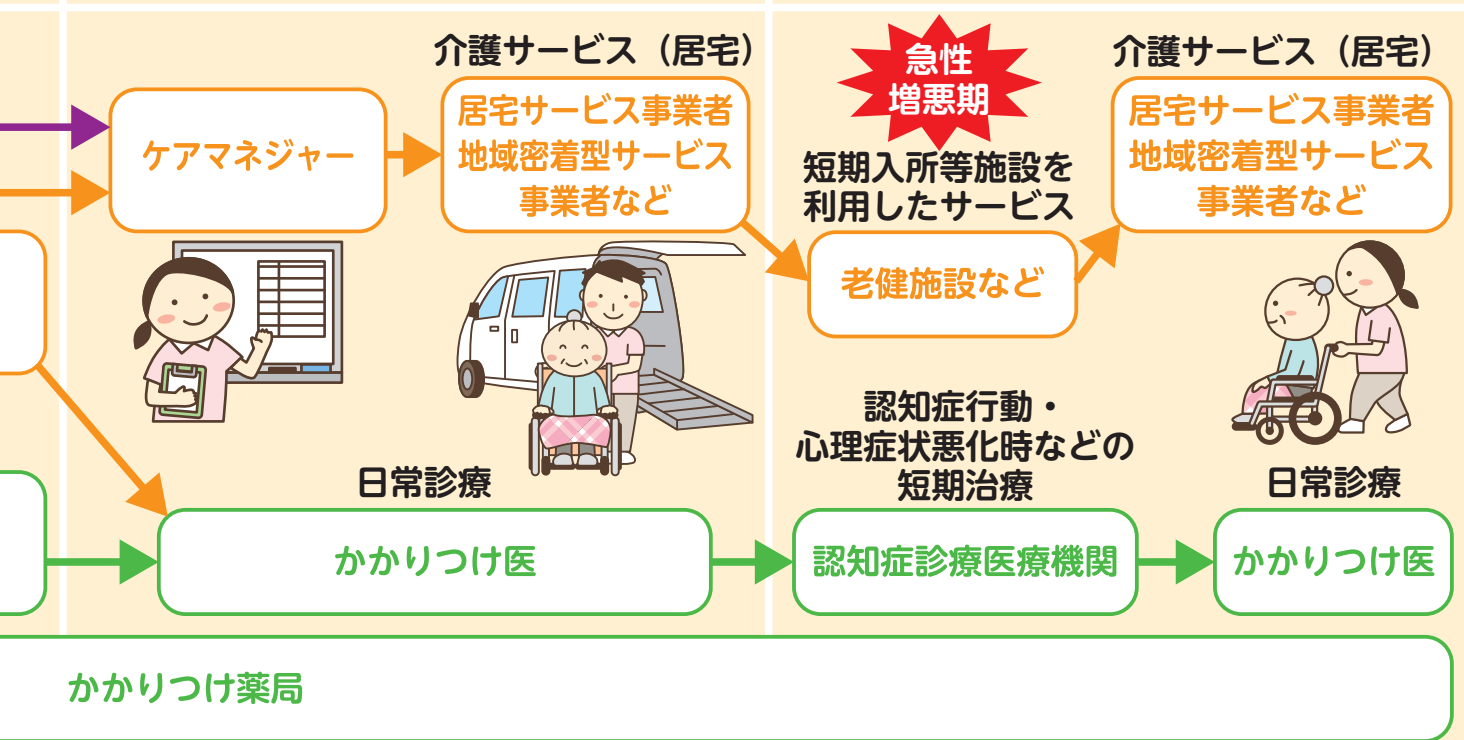 ケアマネジャー
介護サービス（居宅）
居宅サービス事業者
地域密着型サービス
事業者など
急性
増悪期
短期入所等施設を
利用したサービス
老健施設など
介護サービス（居宅）
居宅サービス事業者
地域密着型サービス
事業者など
日常診療
かかりつけ医
認知症行動・
心理症状悪化時などの
短期治療
認知症診療医療機関
日常診療
かかりつけ医
かかりつけ薬局